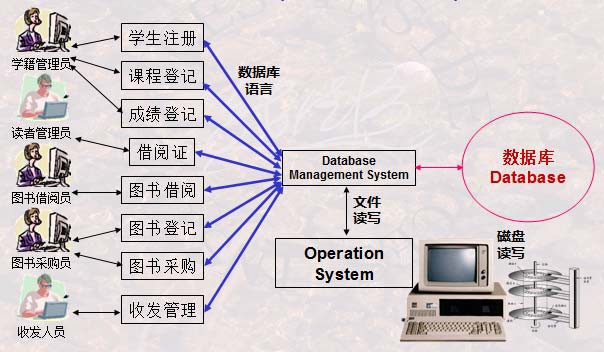 学籍管理员
读者管理员
图书借阅员
图书采购员
收发人员
学生注册
课程登记
成绩登记
借阅证
图书借阅
图书登记
图书采购
收发管理
数据库
语言
Database
Management System
文件
读写
Operation
System
数据库
Database
磁盘
读写